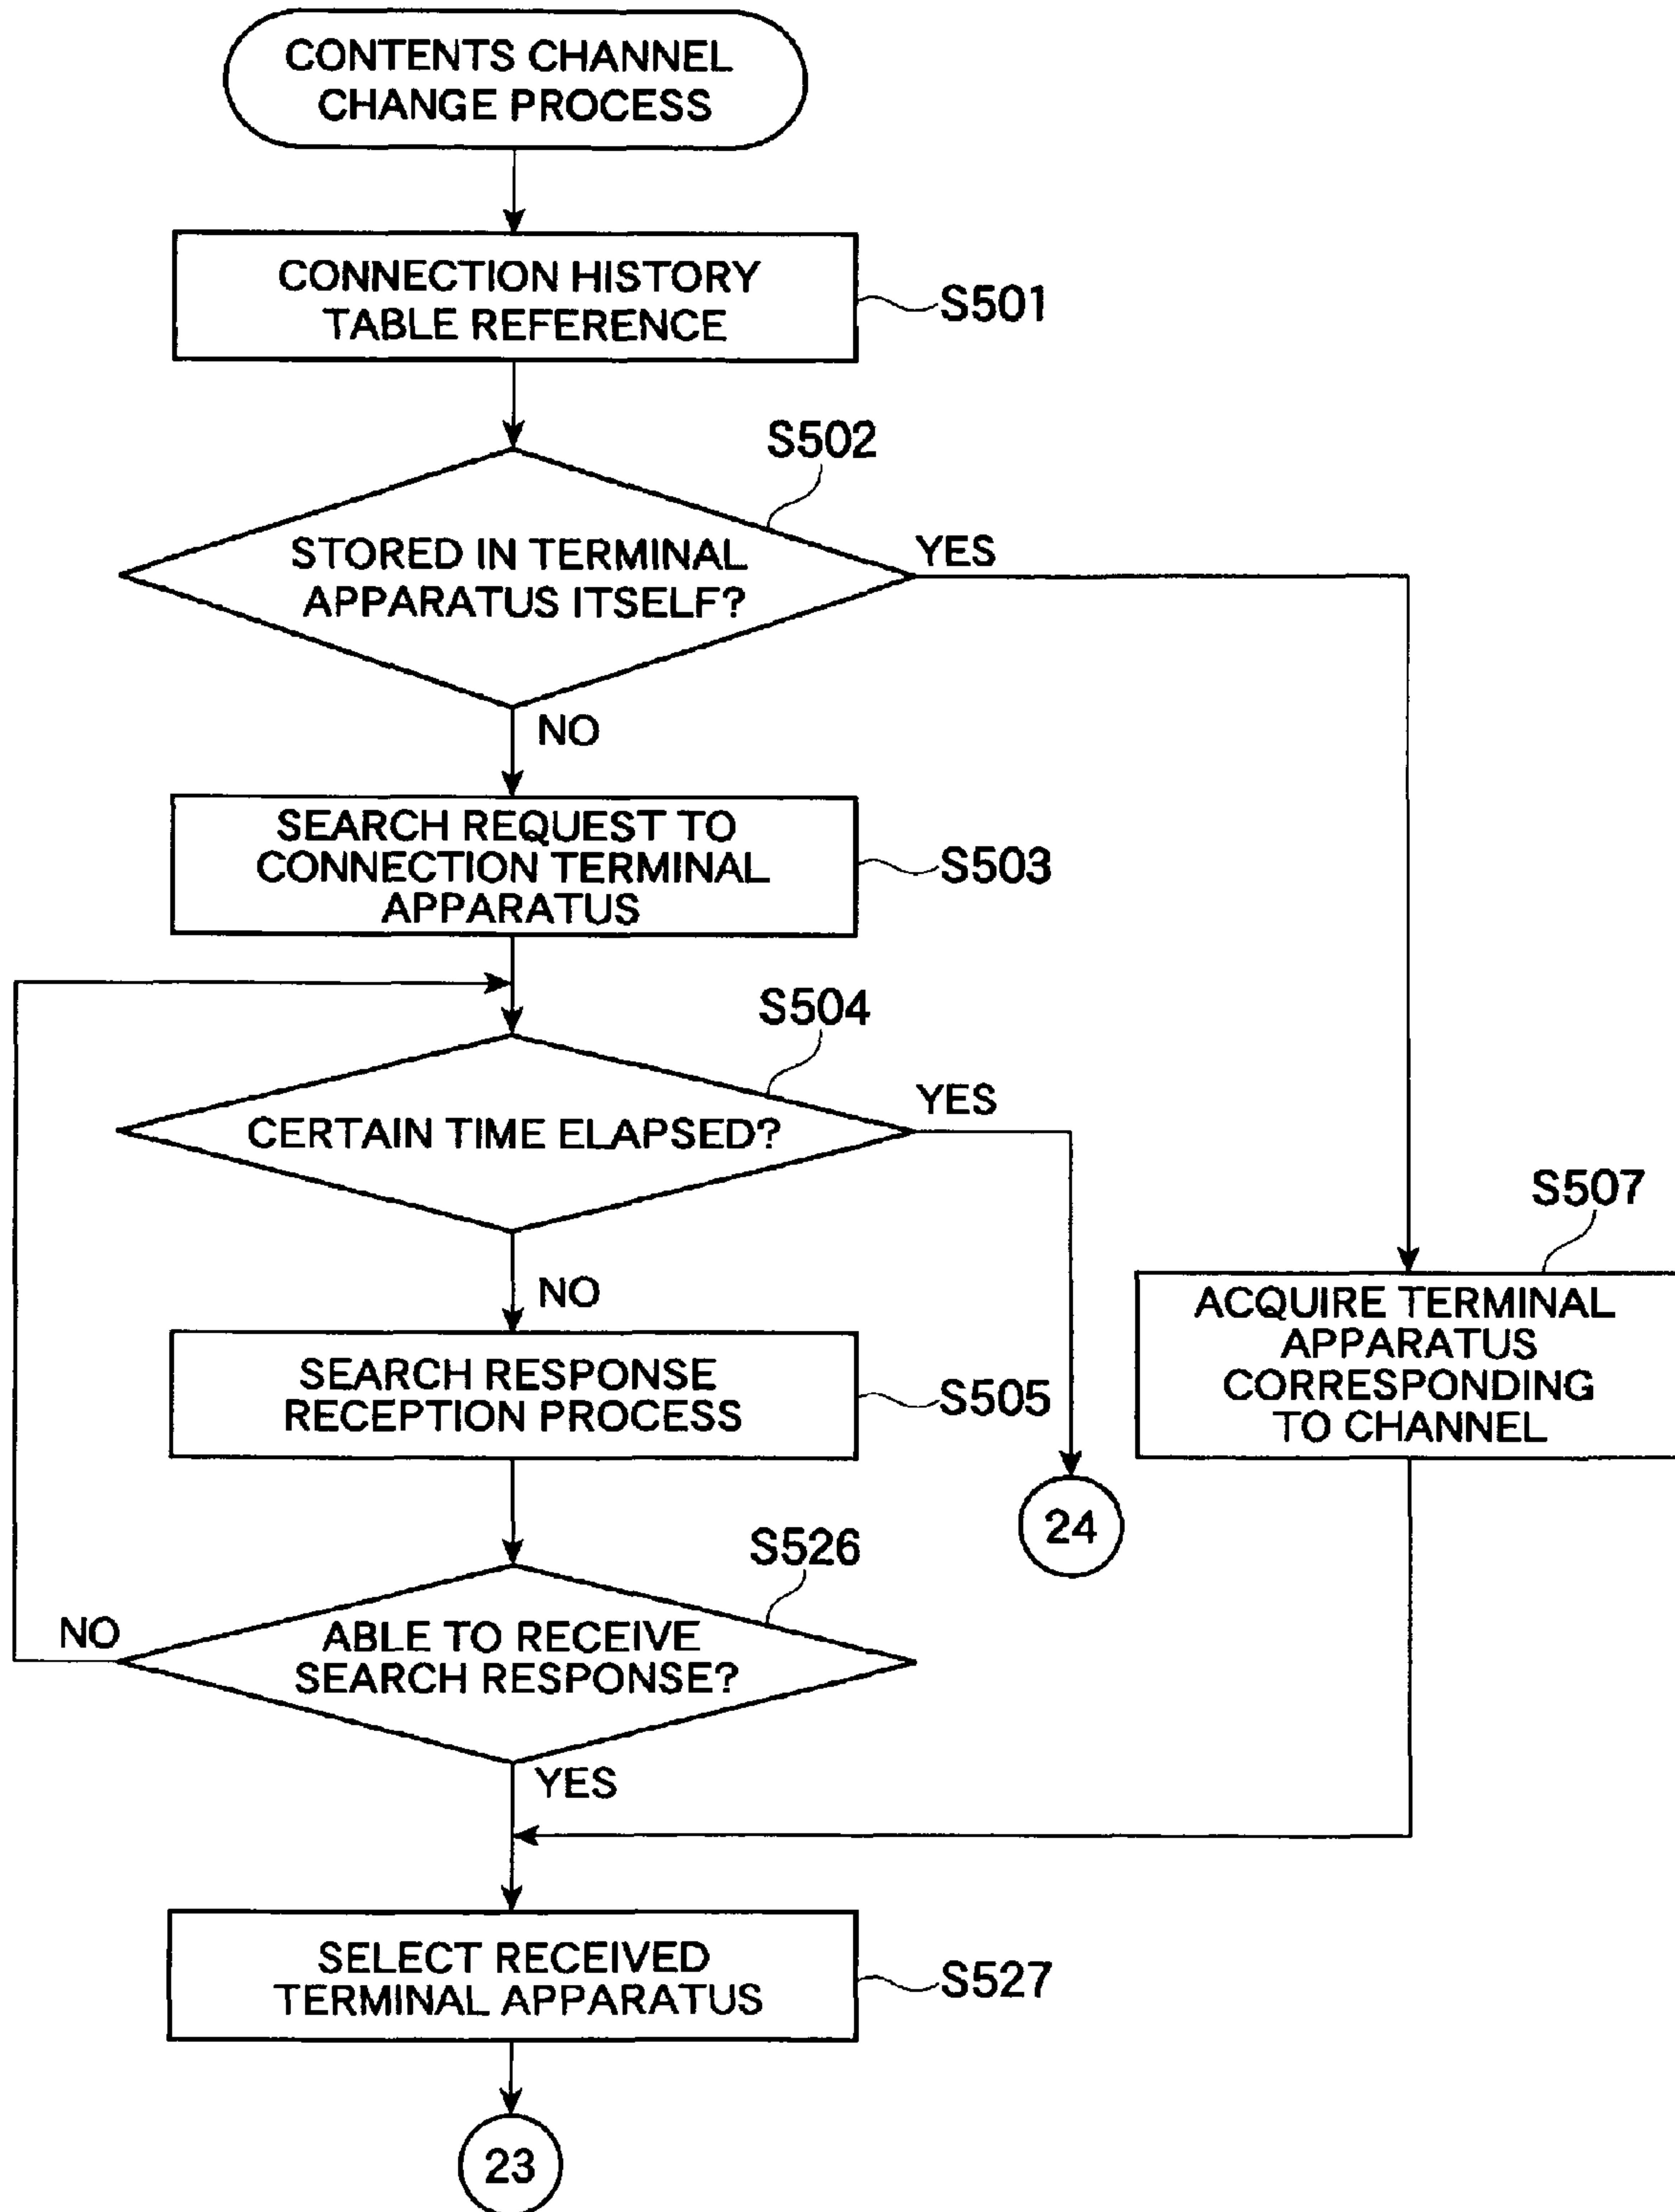 CONTENTS CHANNEL
CHANGE PROCESS
CONNECTION HISTORY
TABLE REFERENCE
S501
S502
STORED IN TERMINAL
APPARATUS ITSELF?
YES
NO
SEARCH REQUEST TO
CONNECTION TERMINAL
APPARATUS
S503
S504
CERTAIN TIME ELAPSED?
YES
NO
S507
ACQUIRE TERMINAL
APPARATUS
CORRESPONDING
TO CHANNEL
SEARCH RESPONSE
RECEPTION PROCESS
S505
24
S526
ABLE TO RECEIVE
SEARCH RESPONSE?
NO
YES
SELECT RECEIVED
TERMINAL APPARATUS
S527
23